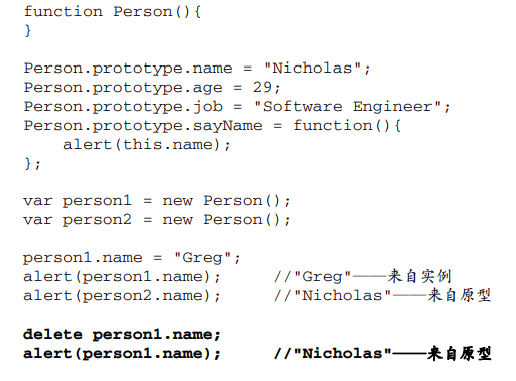 function Person(){
}
Person.prototype.name = "Nicholas";
Person.prototype.age = 29;
Person.prototype.job = "Software Engineer";
Person.prototype.sayName = function(){
    alert(this.name);
};
var person1 = new Person();
var person2 = new Person();
person1.name = "Greg";
alert(person1.name);     //"Greg"——来自实例
alert(person2.name);     //"Nicholas"——来自原型
delete person1.name;
alert(person1.name);     //"Nicholas"——来自原型